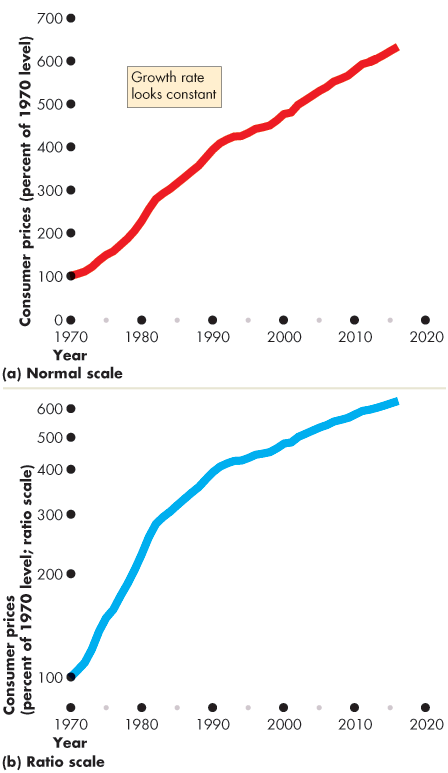 Consumer prices (percent of 1970 level)
700
600
500
400
300
200
100
0
Growth rate
looks constant
1970 1980 1990 2000 2010 2020
Year
(a) Normal scale
Consumer prices
(percent of 1970 level; ratio scale)
600
500
400
300
200
100
1970 1980 1990 2000 2010 2020
Year
(b) Ratio scale